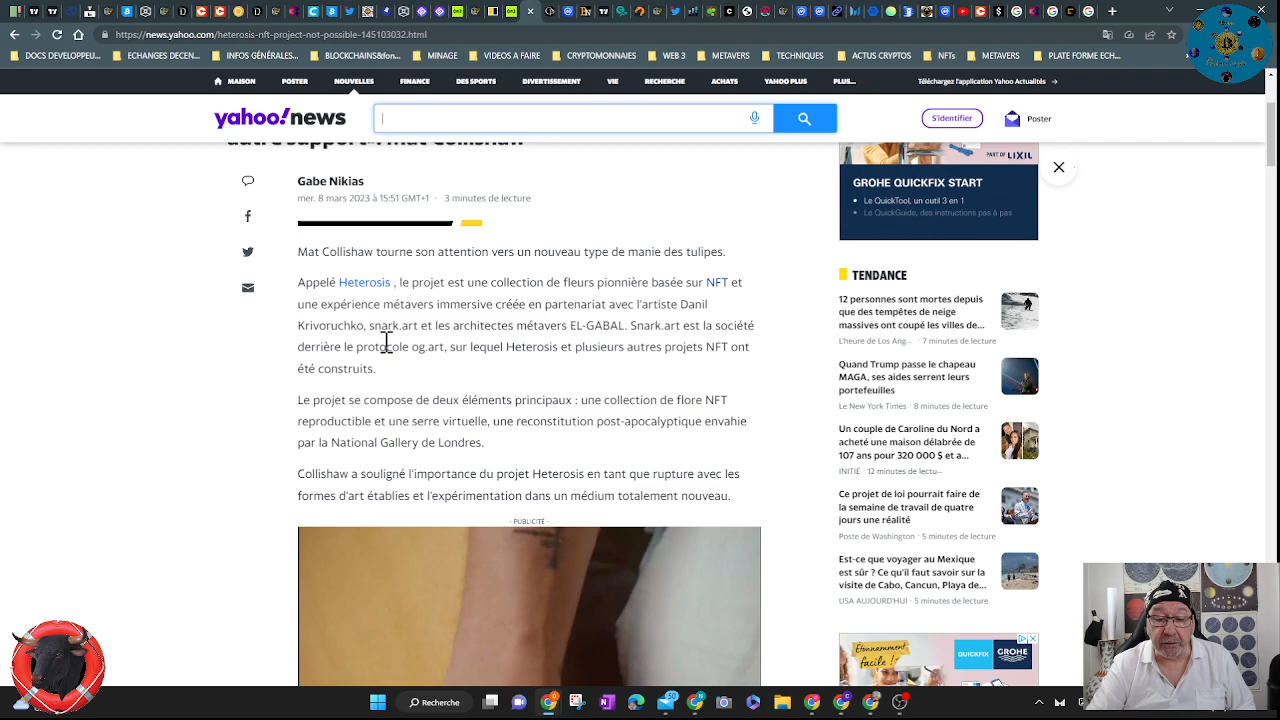 https://news.yahoo.com/livre-possible-145103032.html
DOCS DEVELOPPEU...
ECHANGES DECEN...
INFOS GÉNÉRALES...
BLOCKCHAINS&fon...
MINAGE
VIDEOS A FAIRE
CRYPTOMONNAIES
WEB 3
METAVERS
TECHNIQUES
ACTUS CRYPTOS
NFTs
METAVERS
PLATE FORME ECH...
MAISON
POSTER
NOUVELLES
FINANCE
DES SPORTS
DIVERTISSEMENT
VIE
RECHERCHE
ACHATS
YAHOO PLUS
PLUS...
Téléchargez l'application Yahoo Actualités
yahoo!news
S'identifier
Poster
autre support»: Mat Collishaw
Gabe Nikias
mer. 8 mars 2023 à 15:51 GMT+1 · 3 minutes de lecture
Mat Collishaw tourne son attention vers un nouveau type de manie des tulipes.
Appelé Heterosis , le projet est une collection de fleurs pionnière basée sur NFT et
une expérience métavers immersive créée en partenariat avec l'artiste Danil
Krivoruchko, snark.art et les architectes métavers EL-GABAL. Snark.art est la société
derrière le protocole og.art, sur lequel Heterosis et plusieurs autres projets NFT ont
été construits.
Le projet se compose de deux éléments principaux : une collection de flore NFT
reproductible et une serre virtuelle, une reconstitution post-apocalyptique envahie
par la National Gallery de Londres.
Collishaw a souligné l'importance du projet Heterosis en tant que rupture avec les
formes d'art établies et l'expérimentation dans un médium totalement nouveau.
- PUBLICITÉ -
PART OF LIXIL
GROHE QUICKFIX START
• Le QuickTool, un outil 3 en 1
• Le QuickGuide, des instructions pas à pas
TENDANCE
12 personnes sont mortes depuis
que des tempêtes de neige
massives ont coupé les villes de...
L'heure de Los Ang... · 7 minutes de lecture
Quand Trump passe le chapeau
MAGA, ses aides serrent leurs
portefeuilles
Le New York Times · 8 minutes de lecture
Un couple de Caroline du Nord a
acheté une maison délabrée de
107 ans pour 320 000 $ et a...
INITIÉ · 12 minutes de lectu...
Ce projet de loi pourrait faire de
la semaine de travail de quatre
jours une réalité
Poste de Washington · 5 minutes de lecture
Est-ce que voyager au Mexique
est sûr ? Ce qu'il faut savoir sur la
visite de Cabo, Cancun, Playa de...
USA AUJOURD'HUI · 5 minutes de lecture
Étonnamment
facile !
QUICKFIX
GROHE
Recherche